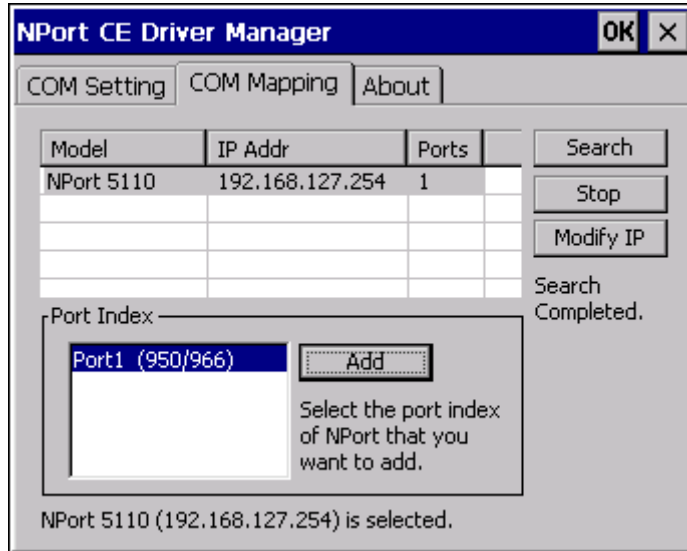 NPort CE Driver Manager OK ×
COM Setting COM Mapping About
Model IP Addr Ports Search
NPort 5110 192.168.127.254 1
Stop
Modify IP
Search
Completed.
Port Index
Port1 (950/966) Add
Select the port index
of NPort that you
want to add.
NPort 5110 (192.168.127.254) is selected.